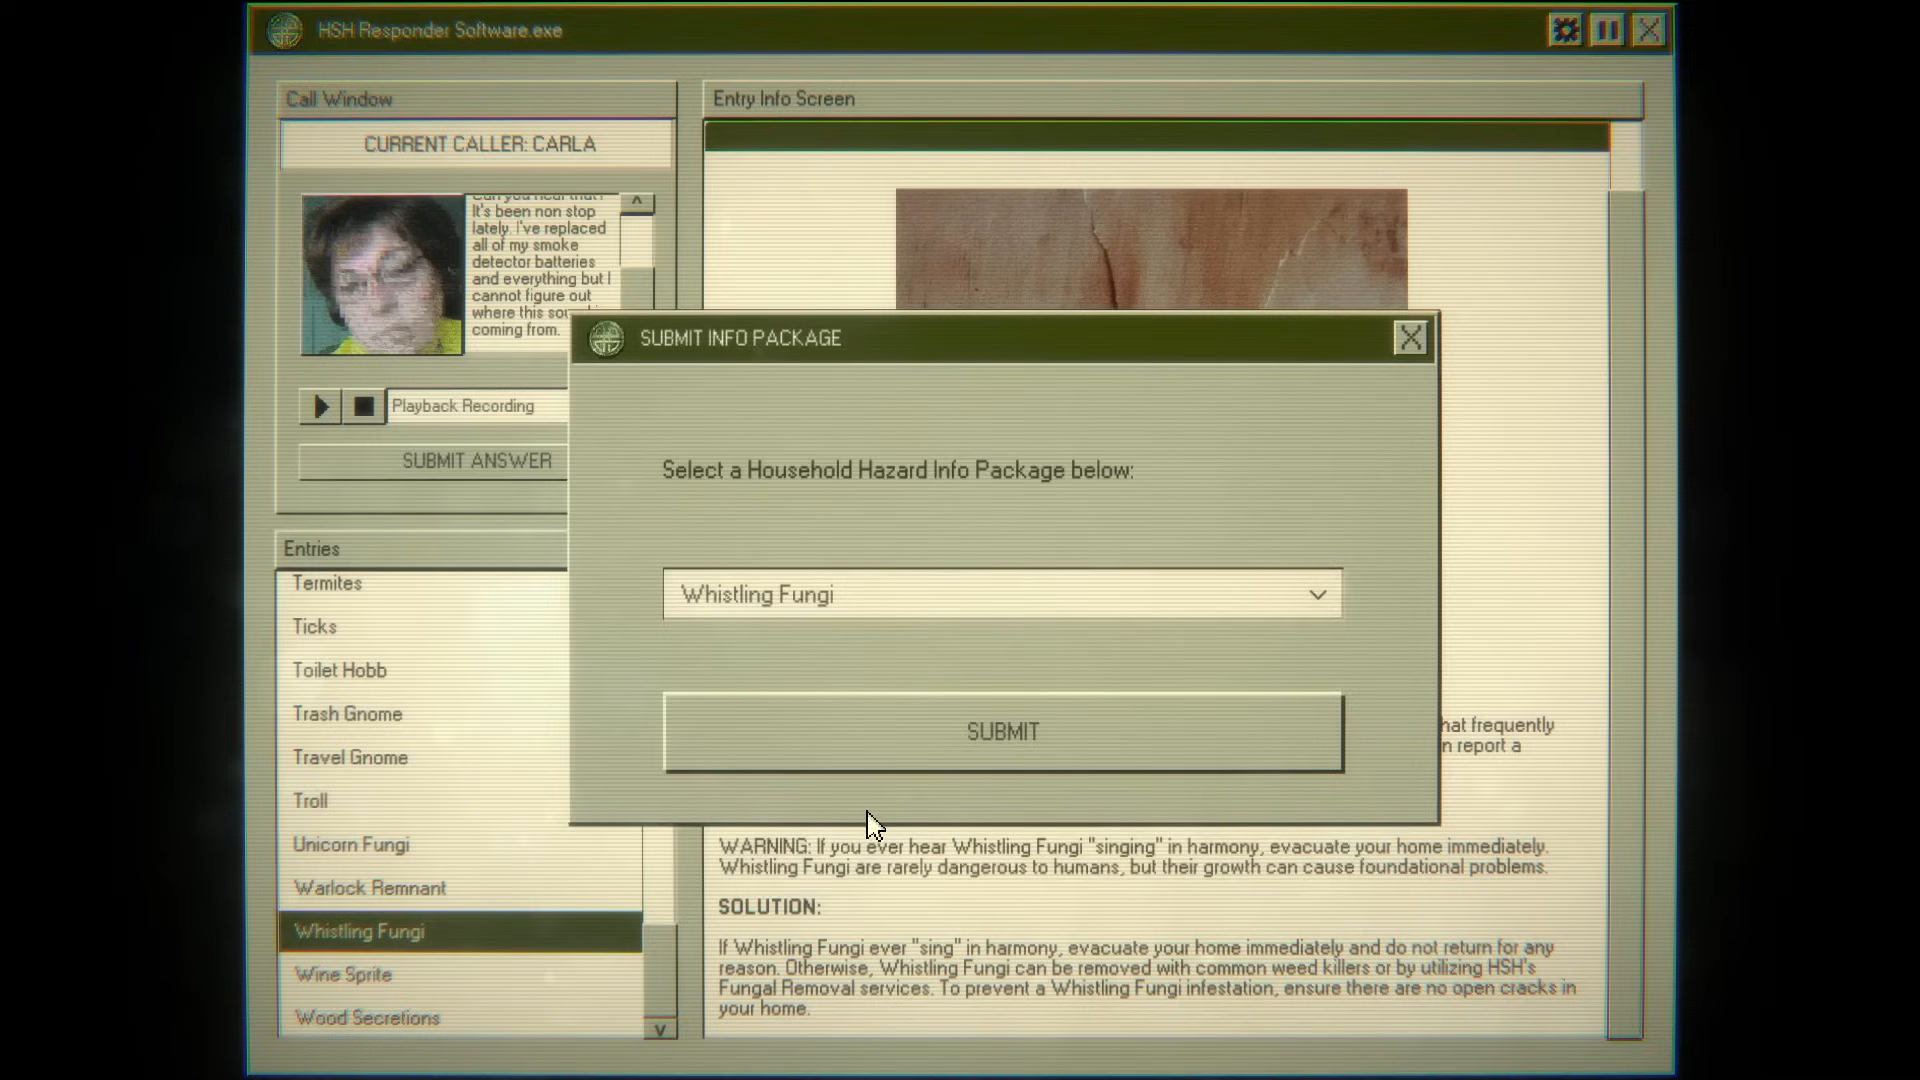 HSH Responder Software.exe
Call Window
CURRENT CALLER: CARLA
It's been non stop
lately. I've replaced
all of my smoke
detector batteries
and everything but I
cannot figure out
where this
coming from.
Playback Recording
SUBMIT ANSWER
Entries
Termites
Ticks
Toilet Hobb
Trash Gnome
Travel Gnome
Troll
Unicorn Fungi
Warlock Remnant
Whistling Fungi
Wine Sprite
Wood Secretions
Entry Info Screen
SUBMIT INFO PACKAGE
Select a Household Hazard Info Package below:
Whistling Fungi
SUBMIT
frequently
report a
WARNING: If you ever hear Whistling Fungi "singing" in harmony, evacuate your home immediately.
Whistling Fungi are rarely dangerous to humans, but their growth can cause foundational problems.
SOLUTION:
If Whistling Fungi ever "sing" in harmony, evacuate your home immediately and do not return for any
reason. Otherwise, Whistling Fungi can be removed with common weed killers or by utilizing HSH's
Fungal Removal services. To prevent a Whistling Fungi infestation, ensure there are no open cracks in
your home.